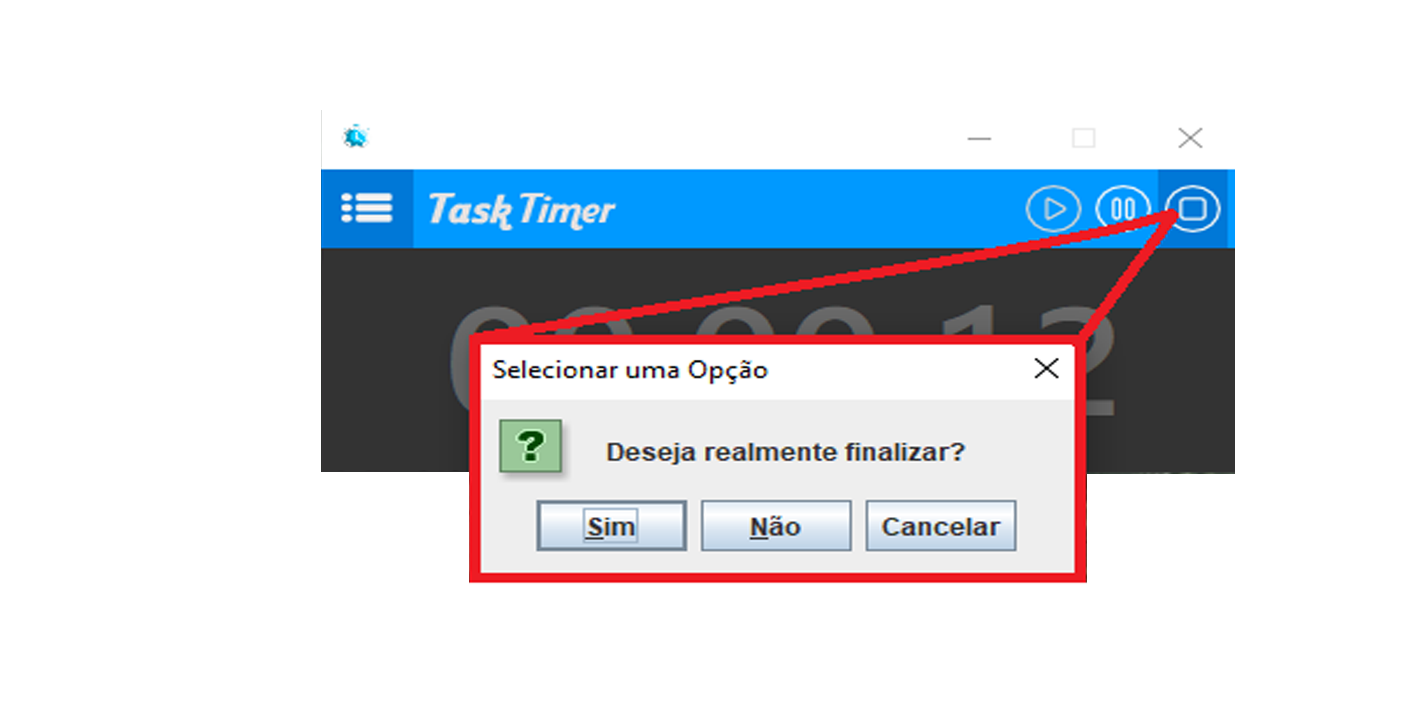 Task Timer
Selecionar uma Opção
?
Deseja realmente finalizar?
Sim
Não
Cancelar